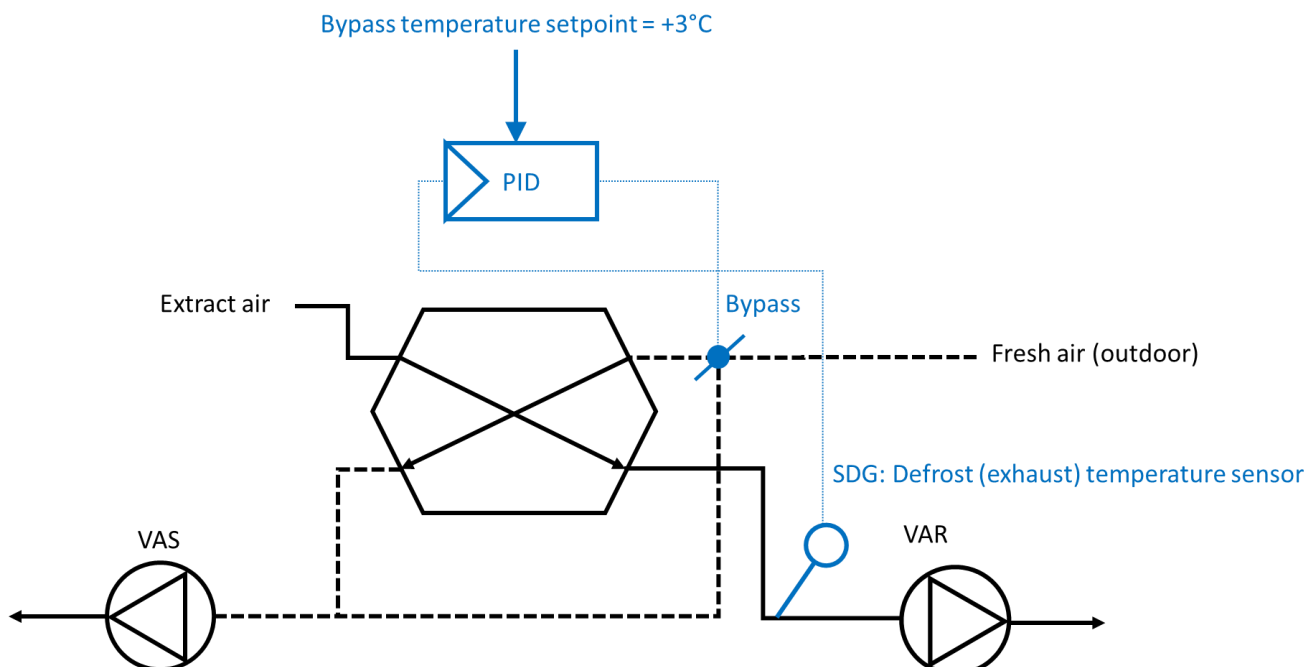 Bypass temperature setpoint = +3°C
PID
Extract air
Bypass
Fresh air (outdoor)
SDG: Defrost (exhaust) temperature sensor
VAS
VAR